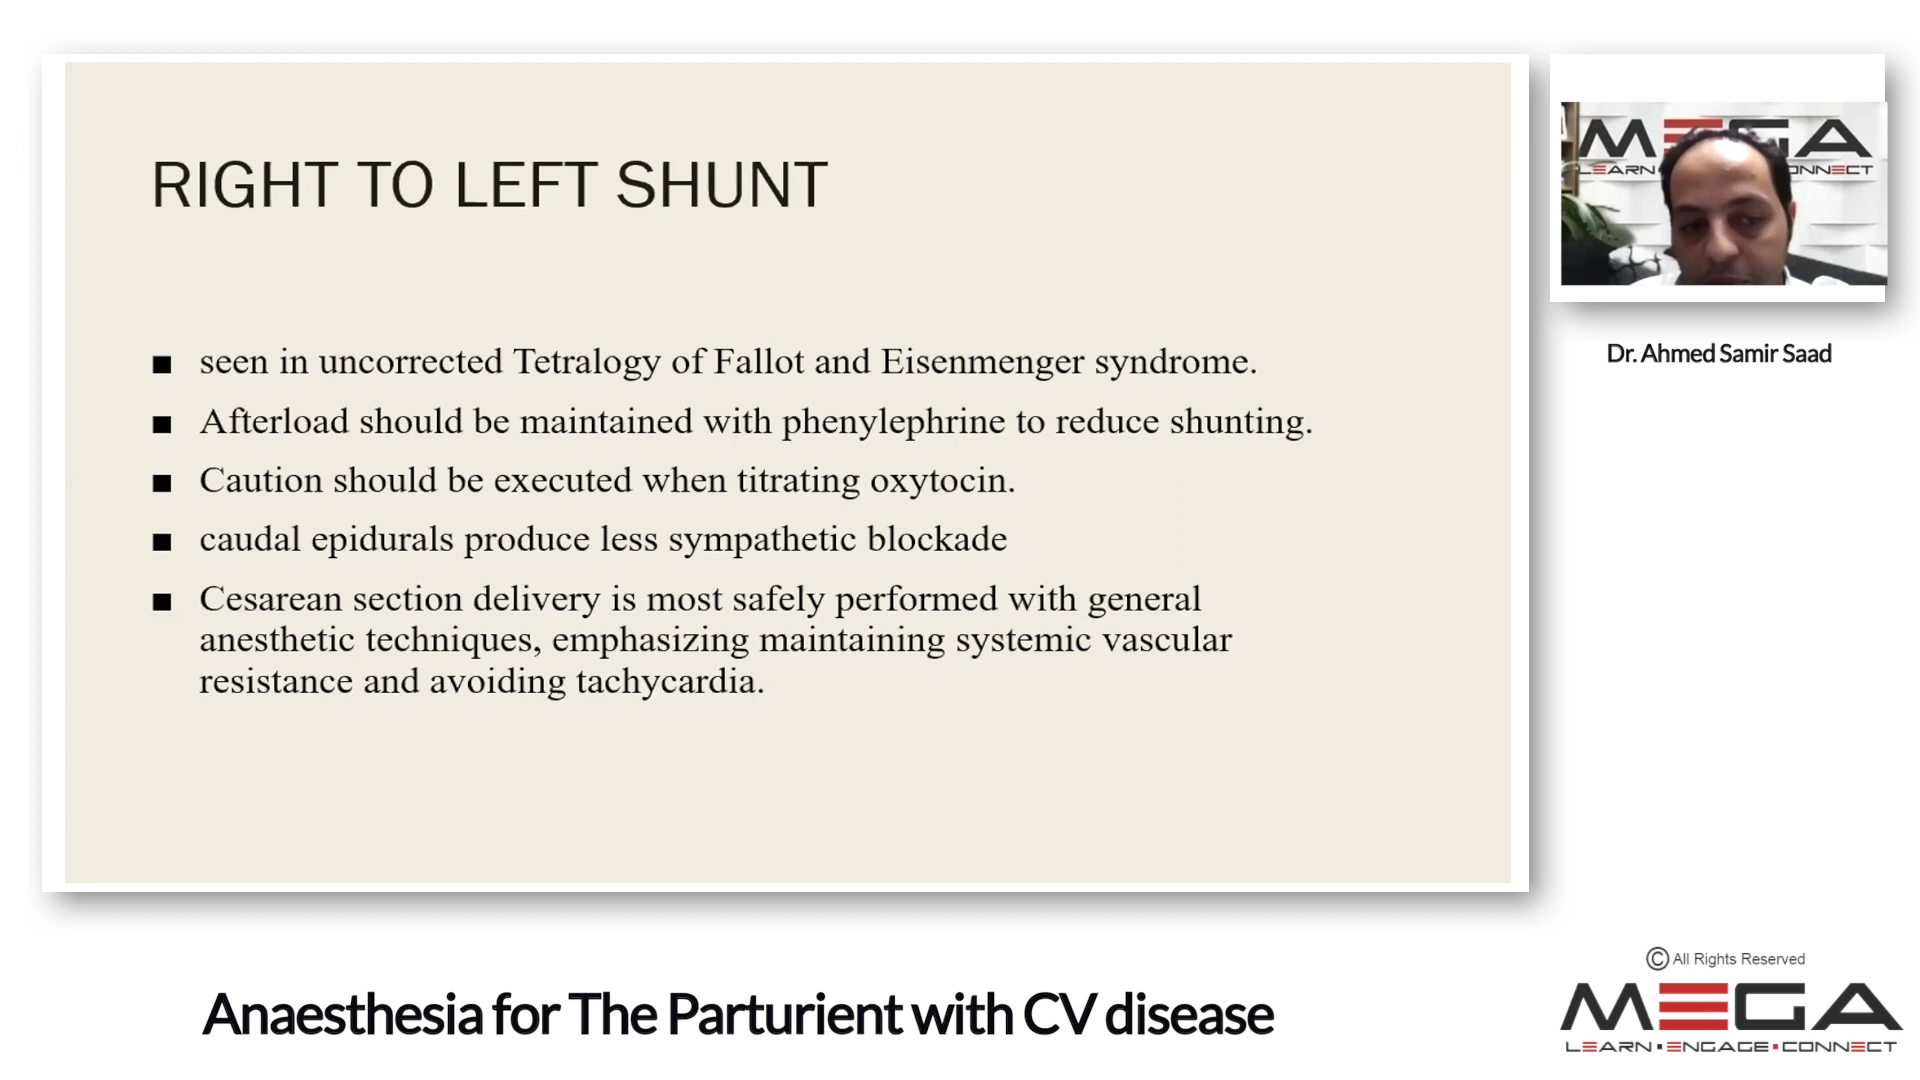 RIGHT TO LEFT SHUNT
■ seen in uncorrected Tetralogy of Fallot and Eisenmenger syndrome.
■ Afterload should be maintained with phenylephrine to reduce shunting.
■ Caution should be executed when titrating oxytocin.
■ caudal epidurals produce less sympathetic blockade
■ Cesarean section delivery is most safely performed with general
anesthetic techniques, emphasizing maintaining systemic vascular
resistance and avoiding tachycardia.
MEGA
LEARN CONNECT
Dr. Ahmed Samir Saad
Anaesthesia for The Parturient with CV disease
© All Rights Reserved
MEGA
LEARN ▪ ENGAGE ▪ CONNECT